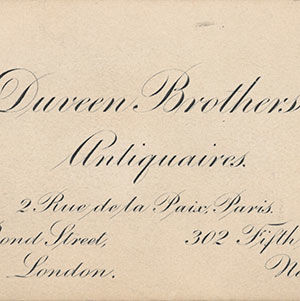 Duveen Brothers
Antiquaires.
2 Rue de la Paix, Paris.
Bond Street, 302 Fifth
London.